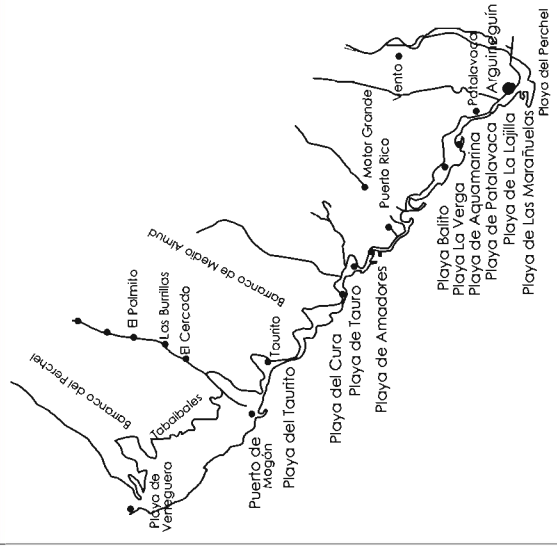 Barranco del Perchel
El Palmito
Las Burrillas
El Cercado
Tabaibales
Playa de
Veneguero
Puerto de
Mogán
Taurito
Playa del Taurito
Barranco de Medio Almud
Playa del Cura
Playa de Tauro
Playa de Amadores
Motor Grande
Puerto Rico
Vento
Patalavaca
Arguineguín
Playa Balito
Playa La Verga
Playa de Aquamarina
Playa de Patalavaca
Playa de La Lajilla
Playa de Las Marañuelas
Playa del Perchel